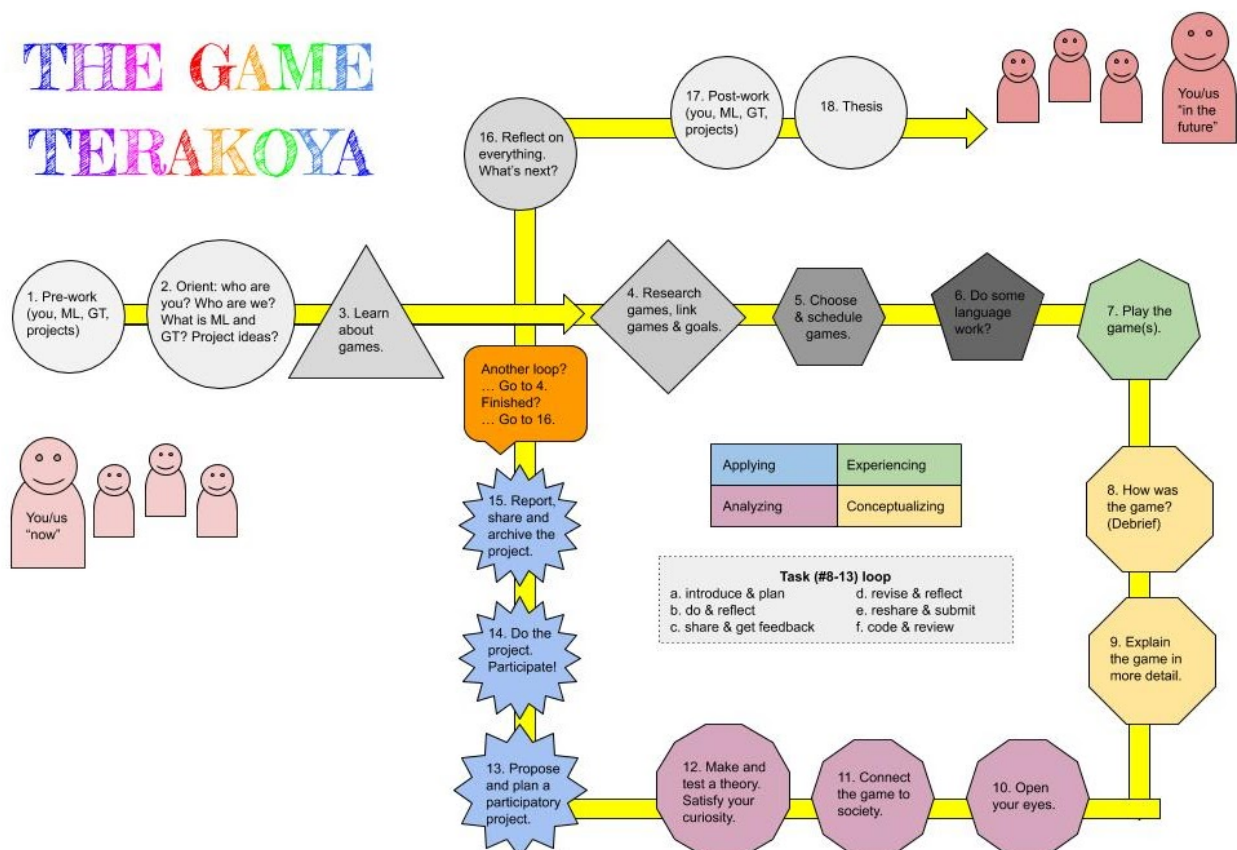 THE GAME
TERAKOYA
1. Pre-work
(you, ML, GT,
projects)
2. Orient: who are
you? Who are we?
What is ML and
GT? Project ideas?
3. Learn
about
games.
4. Research
games, link
games & goals.
5. Choose
& schedule
games.
6. Do some
language
work?
7. Play the
game(s).
8. How was
the game?
(Debrief)
9. Explain
the game in
more detail.
10. Open
your eyes.
11. Connect
the game to
society.
12. Make and
test a theory.
Satisfy your
curiosity.
13. Propose
and plan a
participatory
project.
14. Do the
project.
Participate!
15. Report,
share and
archive the
project.
Another loop?
... Go to 4.
Finished?
... Go to 16.
16. Reflect on
everything.
What's next?
17. Post-work
(you, ML, GT,
projects)
18. Thesis
You/us
"in the
future"
You/us
"now"
Applying
Experiencing
Analyzing
Conceptualizing
Task (#8-13) loop
a. introduce & plan
b. do & reflect
c. share & get feedback
d. revise & reflect
e. reshare & submit
f. code & review